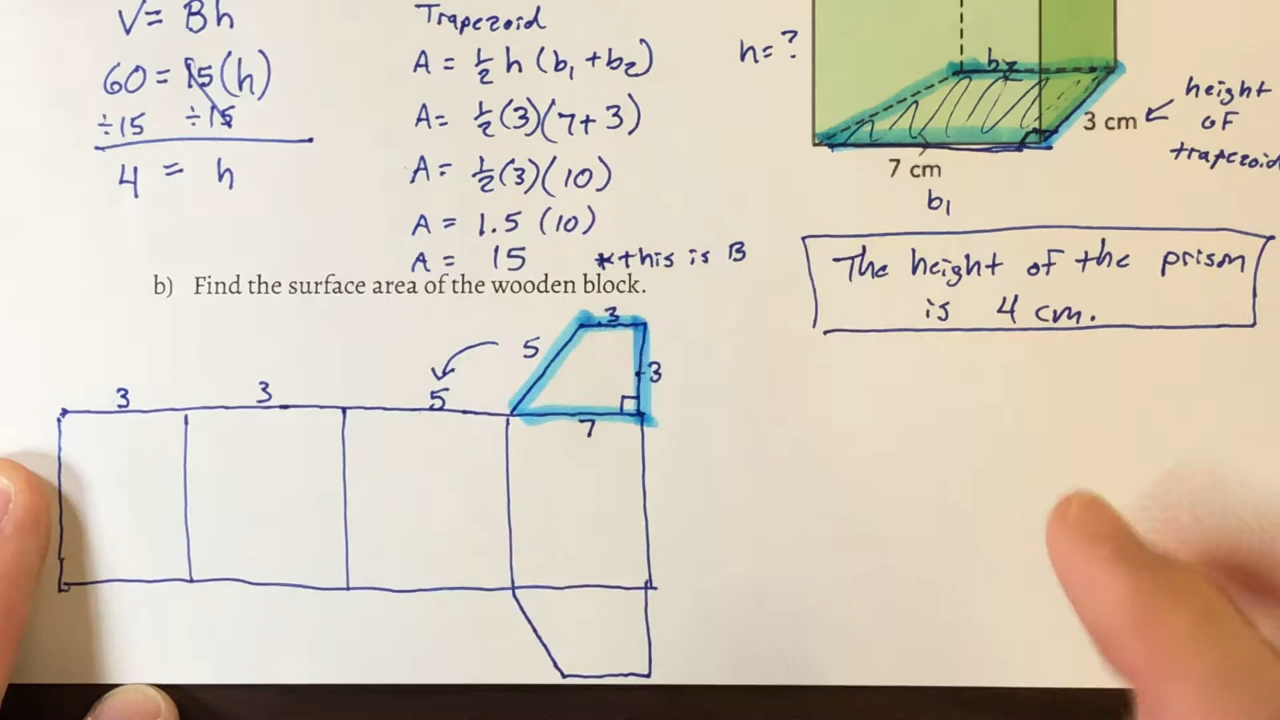 V = Bh
60 = 15(h)
÷15 ÷15
4 = h
Trapezoid
A = ½ h (b₁ + b₂)
A = ½ (3)(7+3)
A = ½ (3)(10)
A = 1.5 (10)
A = 15 *this is B
h = ?
b₂
3 cm
height
of
trapezoid
7 cm
b₁
The height of the prism
is 4 cm.
b) Find the surface area of the wooden block.
3
5
3
7
3 3 5